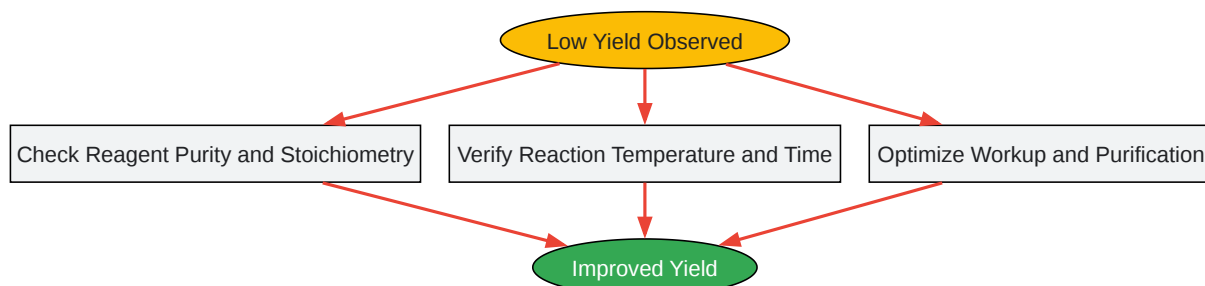 Low Yield Observed
Check Reagent Purity and Stoichiometry
Verify Reaction Temperature and Time
Optimize Workup and Purification
Improved Yield